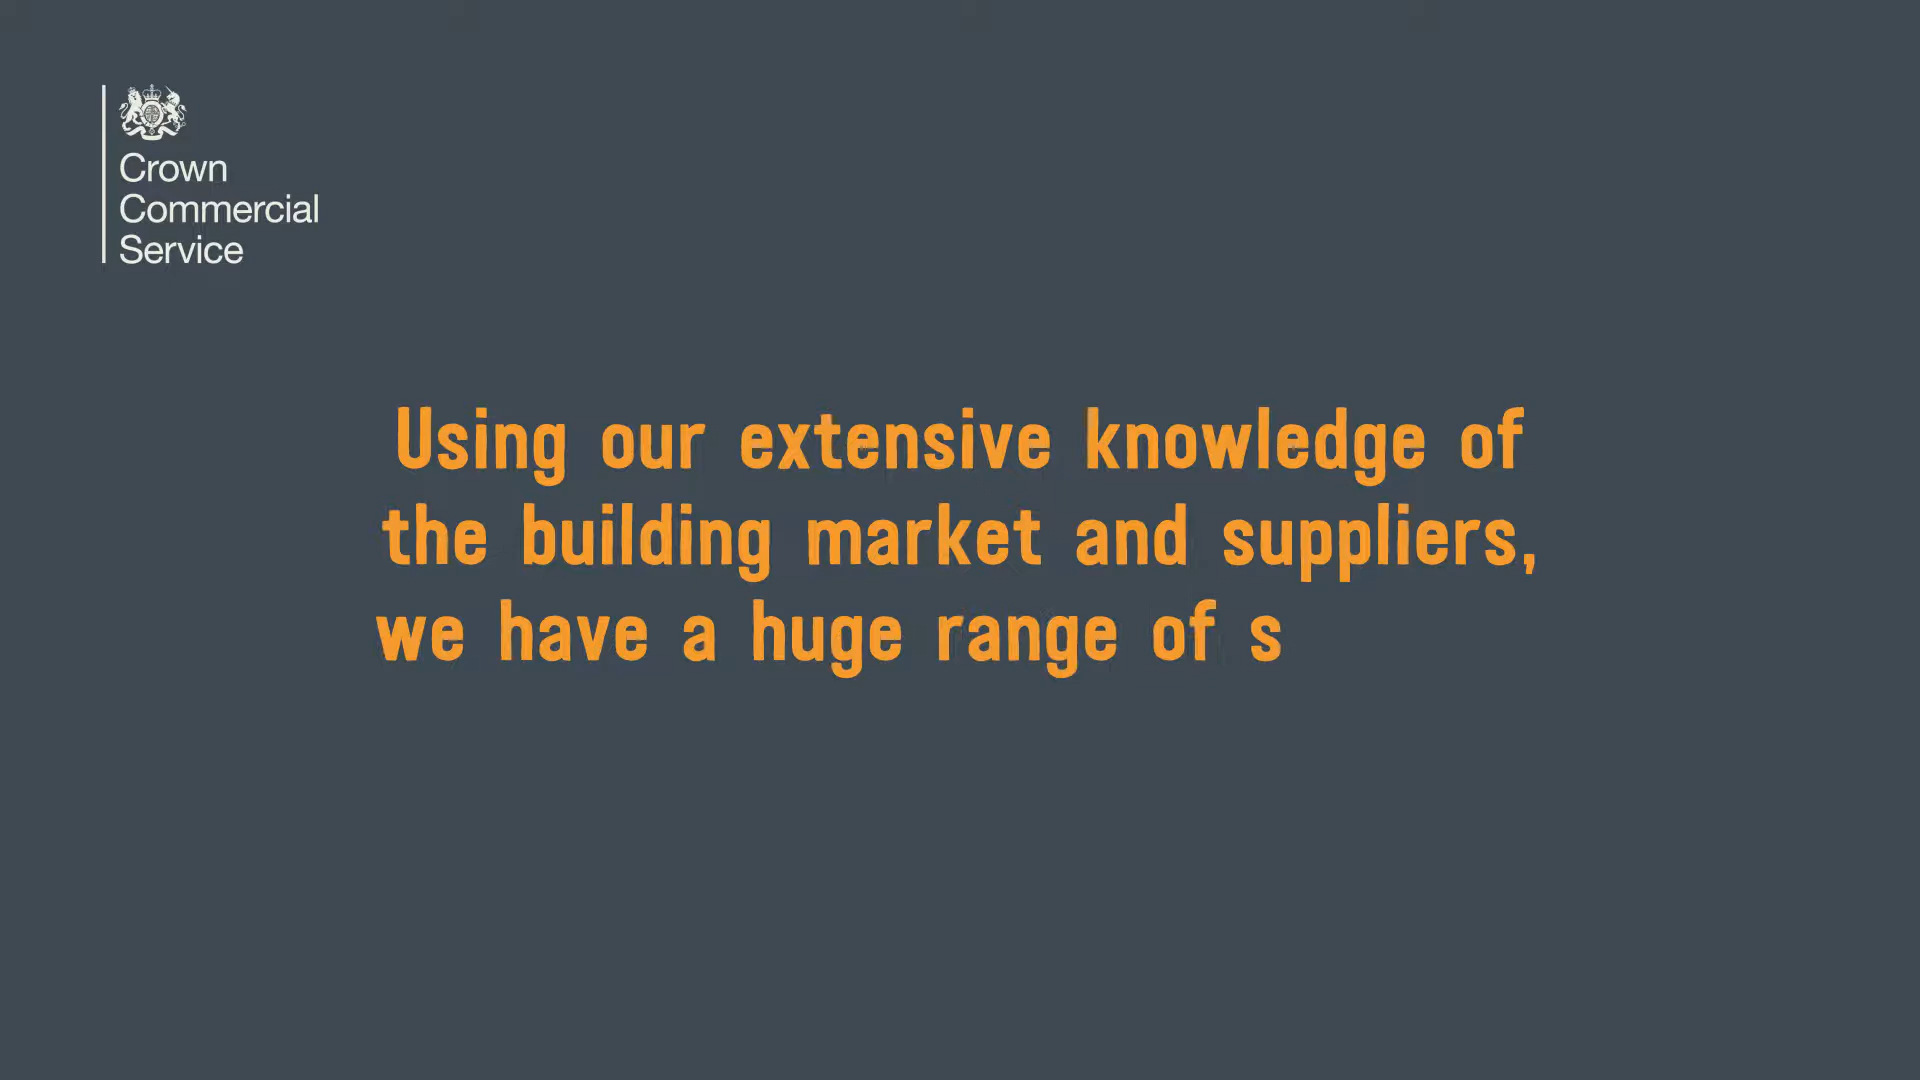 Crown
Commercial
Service
Using our extensive knowledge of
the building market and suppliers,
we have a huge range of s